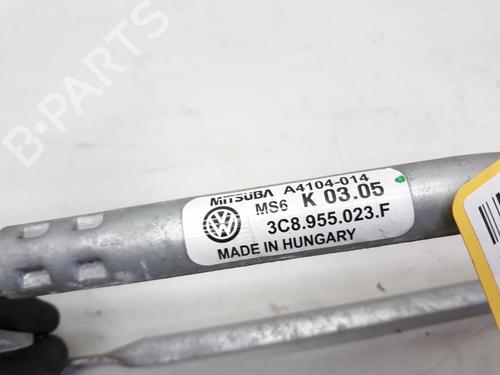 B-PARTS
MITSUBA A4104-014
MS6 K 03.05
3C8.955.023.F
MADE IN HUNGARY